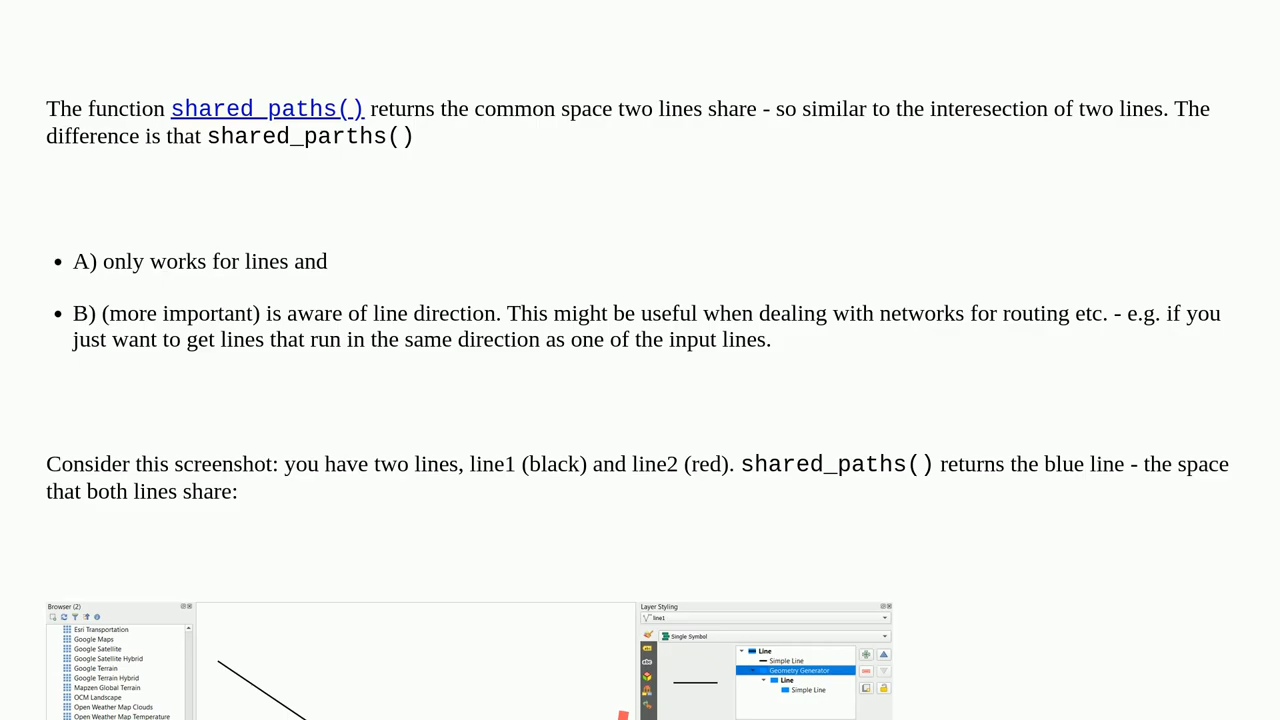 The function shared_paths() returns the common space two lines share - so similar to the interesection of two lines. The
difference is that shared_parths()
• A) only works for lines and
• B) (more important) is aware of line direction. This might be useful when dealing with networks for routing etc. - e.g. if you
just want to get lines that run in the same direction as one of the input lines.
Consider this screenshot: you have two lines, line1 (black) and line2 (red). shared_paths() returns the blue line - the space
that both lines share:
Browser (2)
Esri Transportation
Google Maps
Google Satellite
Google Satellite Hybrid
Google Terrain
Google Terrain Hybrid
Mapzen Global Terrain
OCM Landscape
Open Weather Map Clouds
Open Weather Map Temperature
Layer Styling
line1
Single Symbol
Line
Simple Line
Geometry Generator
Line
Simple Line